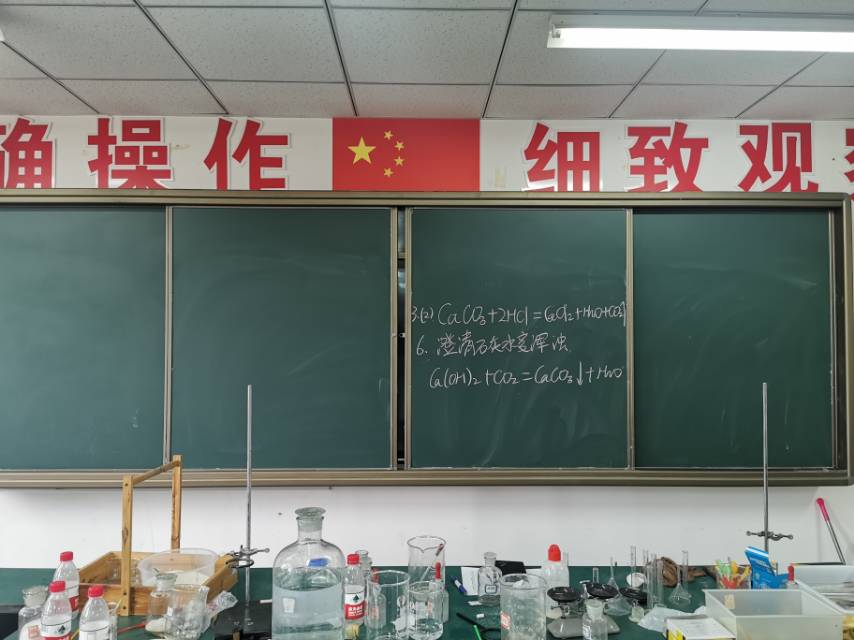 确操作 细致观察
3.(2) CaCO₃+2HCl=CaCl₂+H₂O+CO₂↑
6、澄清石灰水变浑浊
Ca(OH)₂+CO₂=CaCO₃↓+H₂O